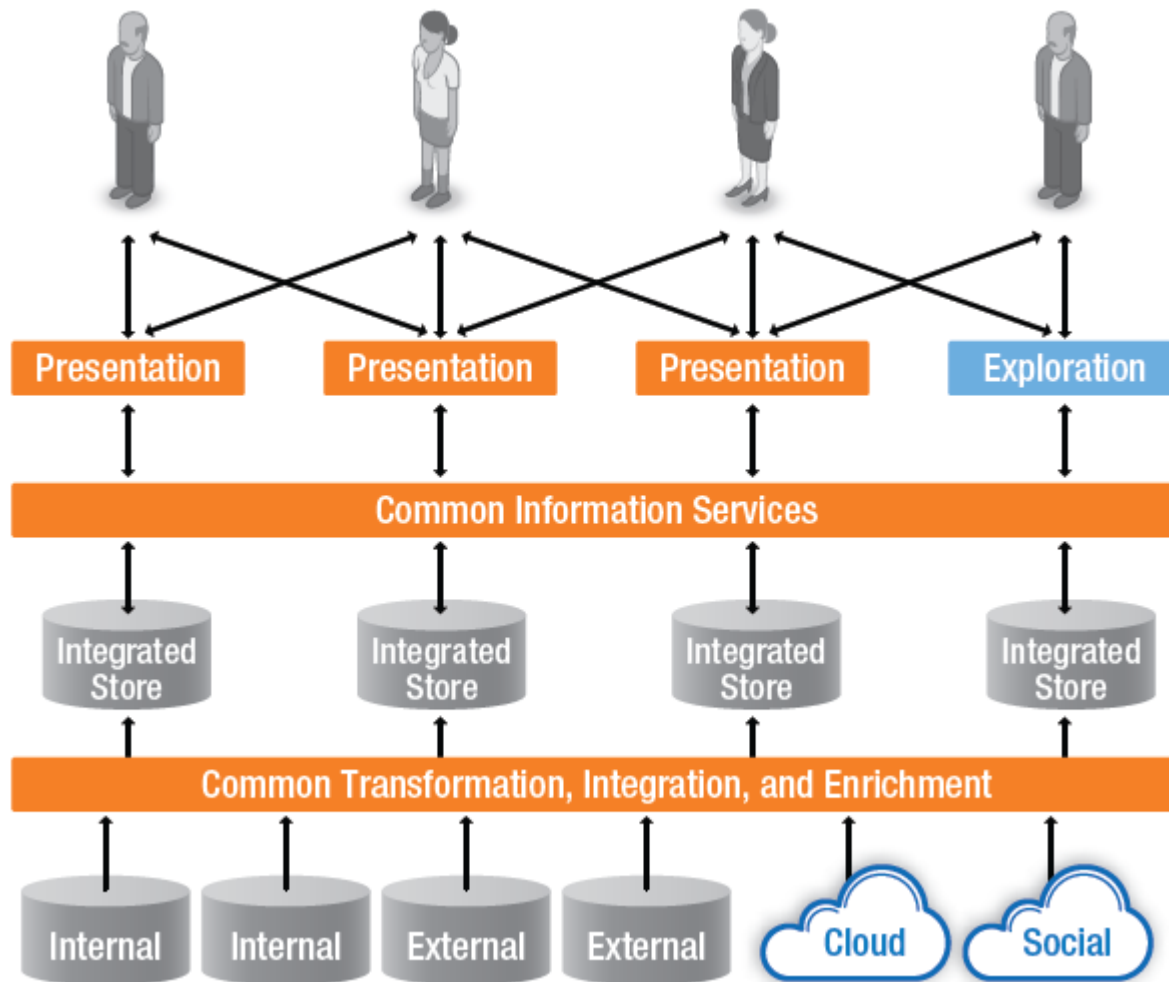 Presentation
Presentation
Presentation
Exploration
Common Information Services
Integrated
Store
Integrated
Store
Integrated
Store
Integrated
Store
Common Transformation, Integration, and Enrichment
Internal
Internal
External
External
Cloud
Social